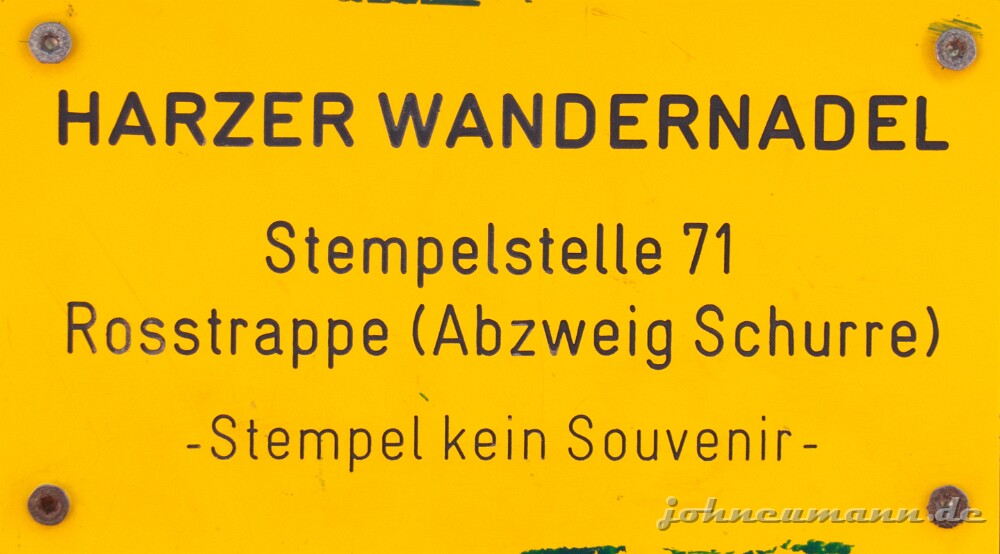 HARZER WANDERNADEL
Stempelstelle 71
Rosstrappe (Abzweig Schurre)
-Stempel kein Souvenir-
johneumann.de